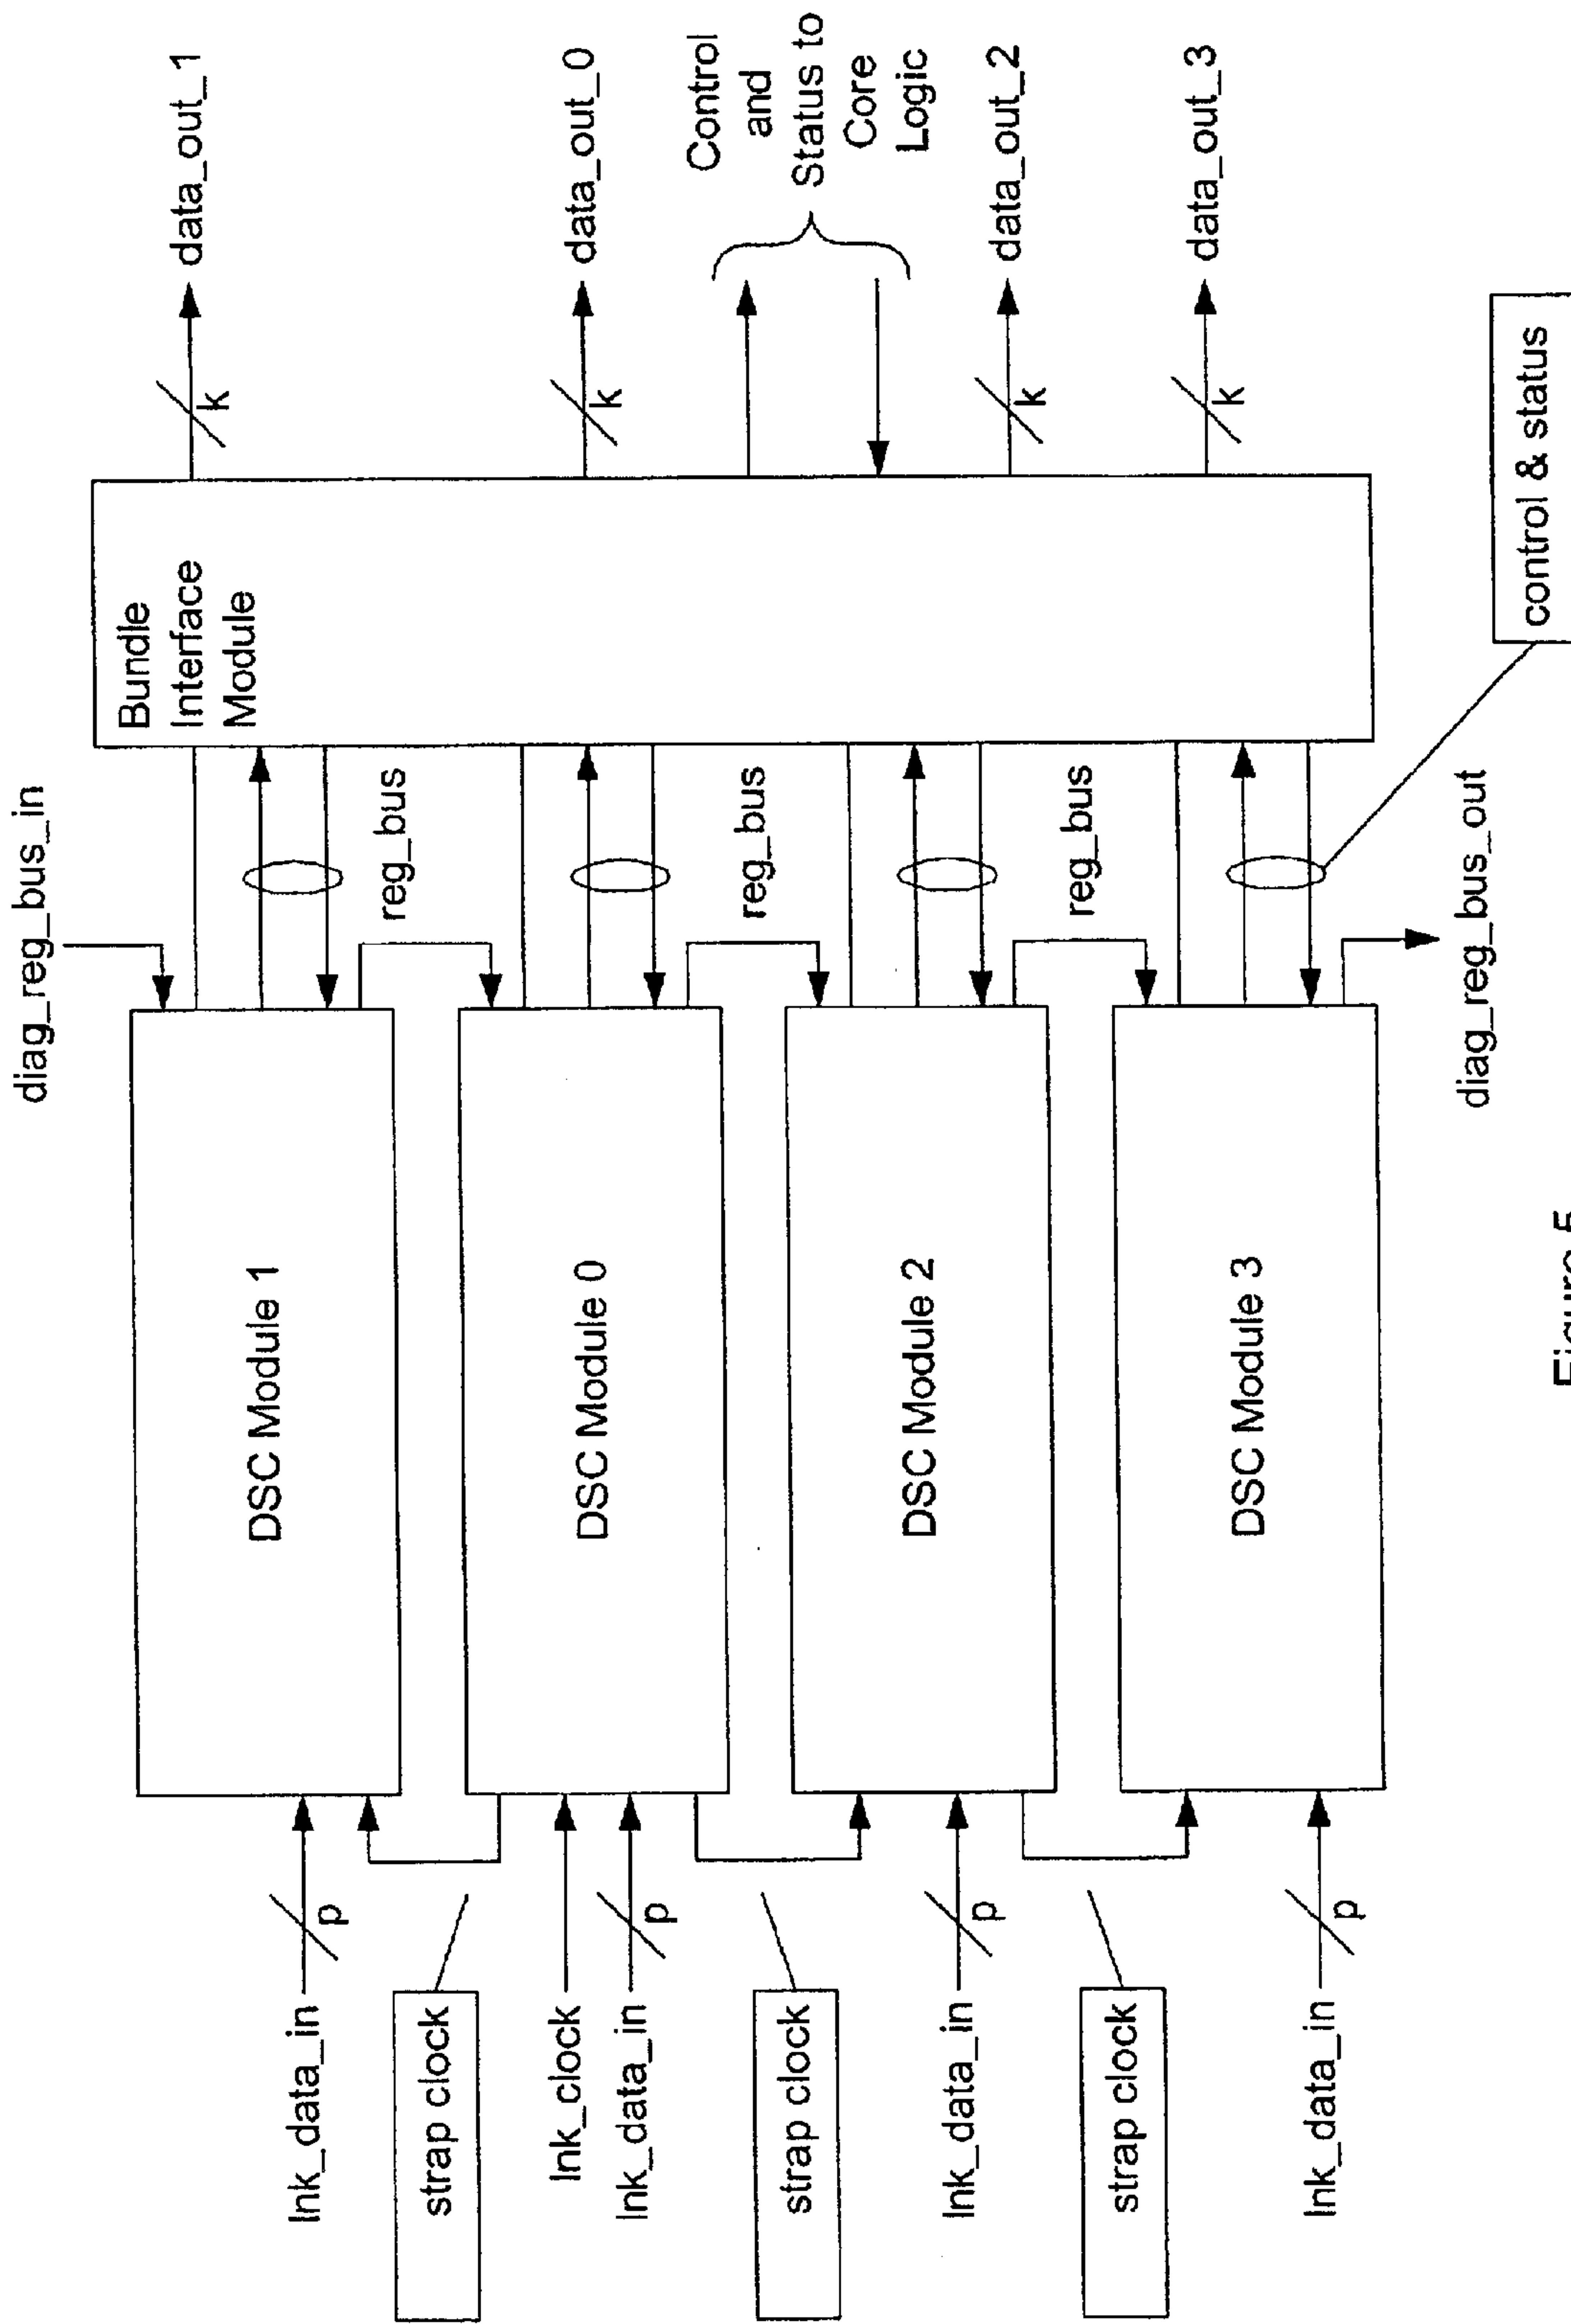 diag_reg_bus_in
Bundle
Interface
Module
data_out_1
k
lnk_data_in
p
DSC Module 1
reg_bus
strap clock
lnk_clock
lnk_data_in
p
DSC Module 0
data_out_0
k
reg_bus
Control
and
Status to
Core
Logic
strap clock
lnk_data_in
p
DSC Module 2
data_out_2
k
reg_bus
strap clock
lnk_data_in
p
DSC Module 3
data_out_3
k
diag_reg_bus_out
control & status
Figure 5